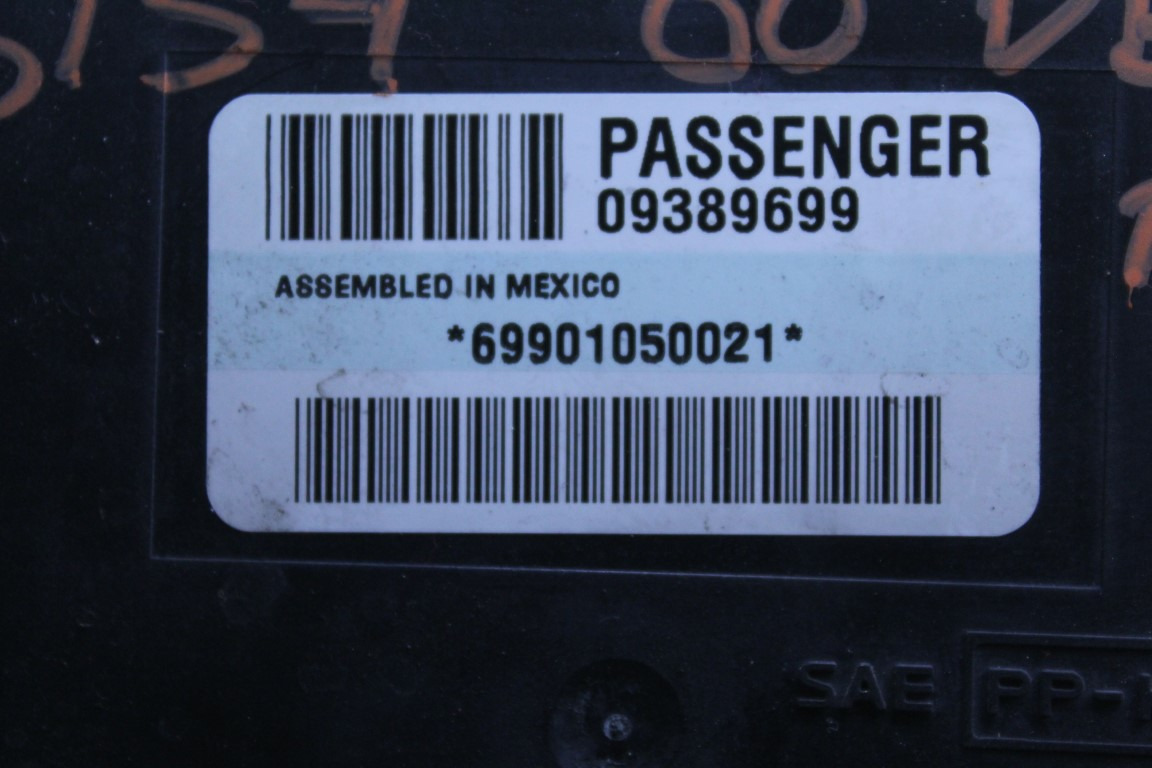 PASSENGER
09389699
ASSEMBLED IN MEXICO
*69901050021*
SAE